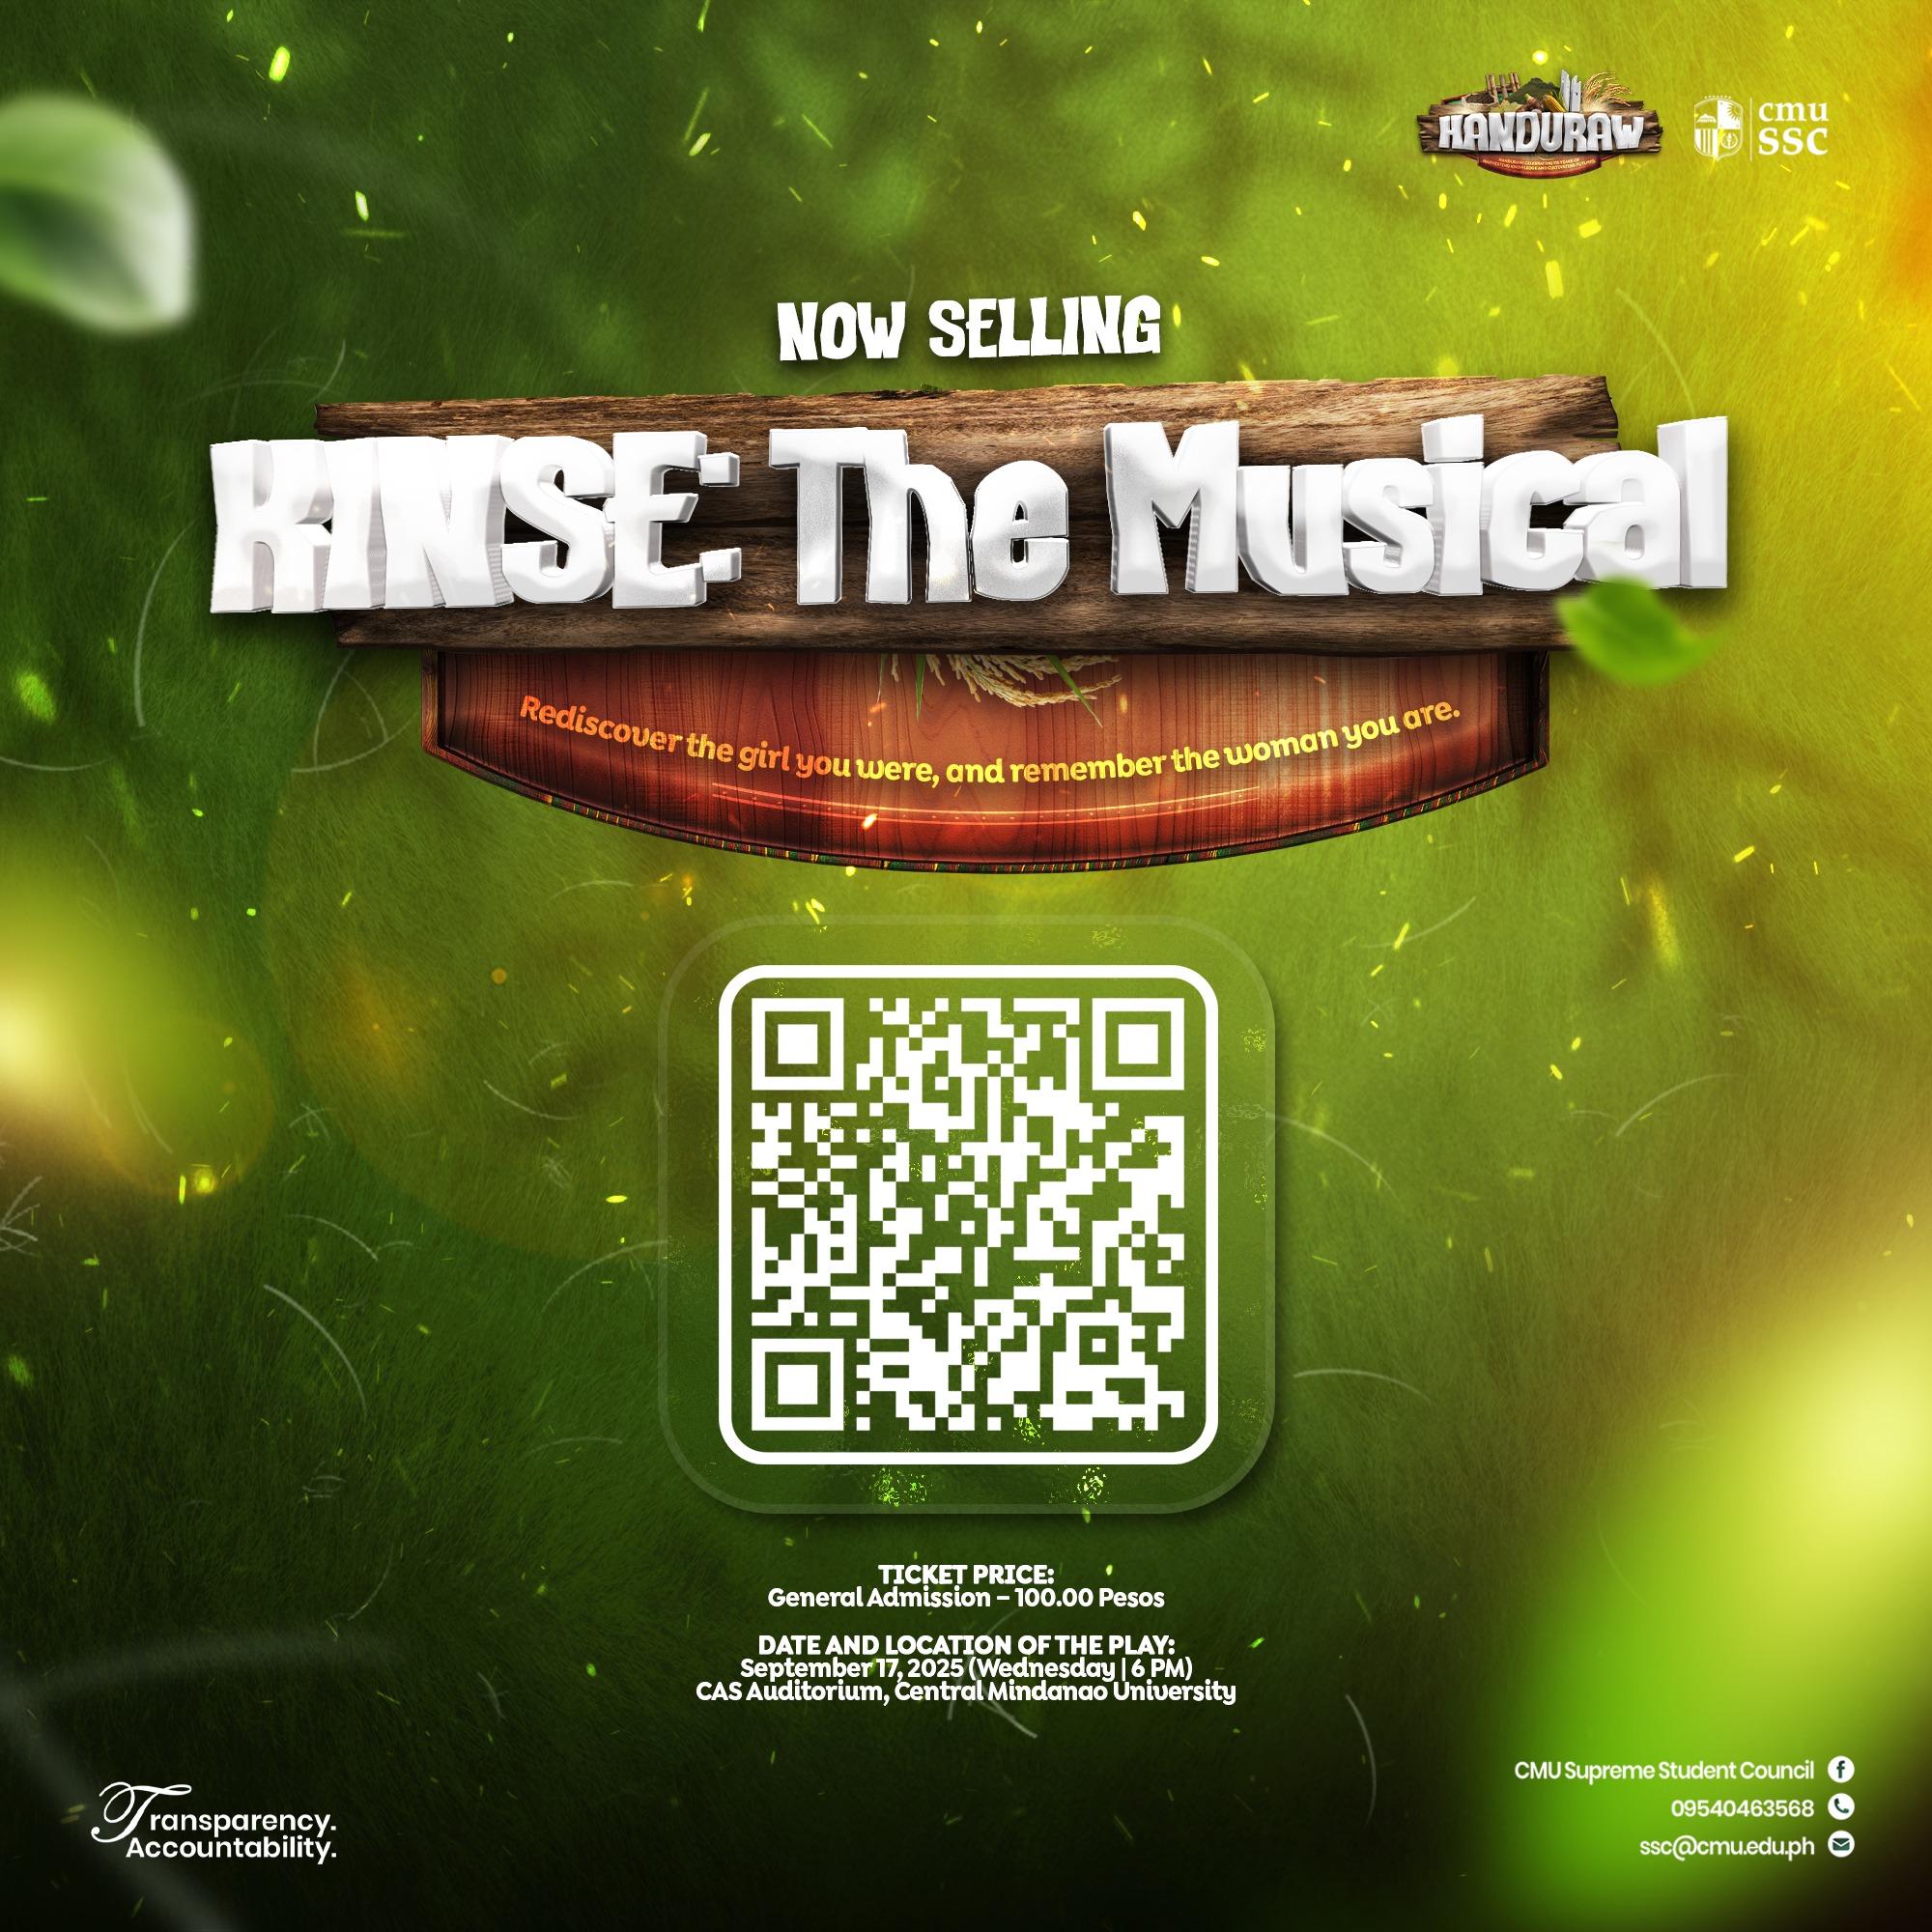 HANDURAW
cmu
ssc
NOW SELLING
KINSE: The Musical
Rediscover the girl you were, and remember the woman you are.
TICKET PRICE:
General Admission – 100.00 Pesos
DATE AND LOCATION OF THE PLAY:
September 17, 2025 (Wednesday | 6 PM)
CAS Auditorium, Central Mindanao University
Transparency.
Accountability.
CMU Supreme Student Council
09540463568
ssc@cmu.edu.ph